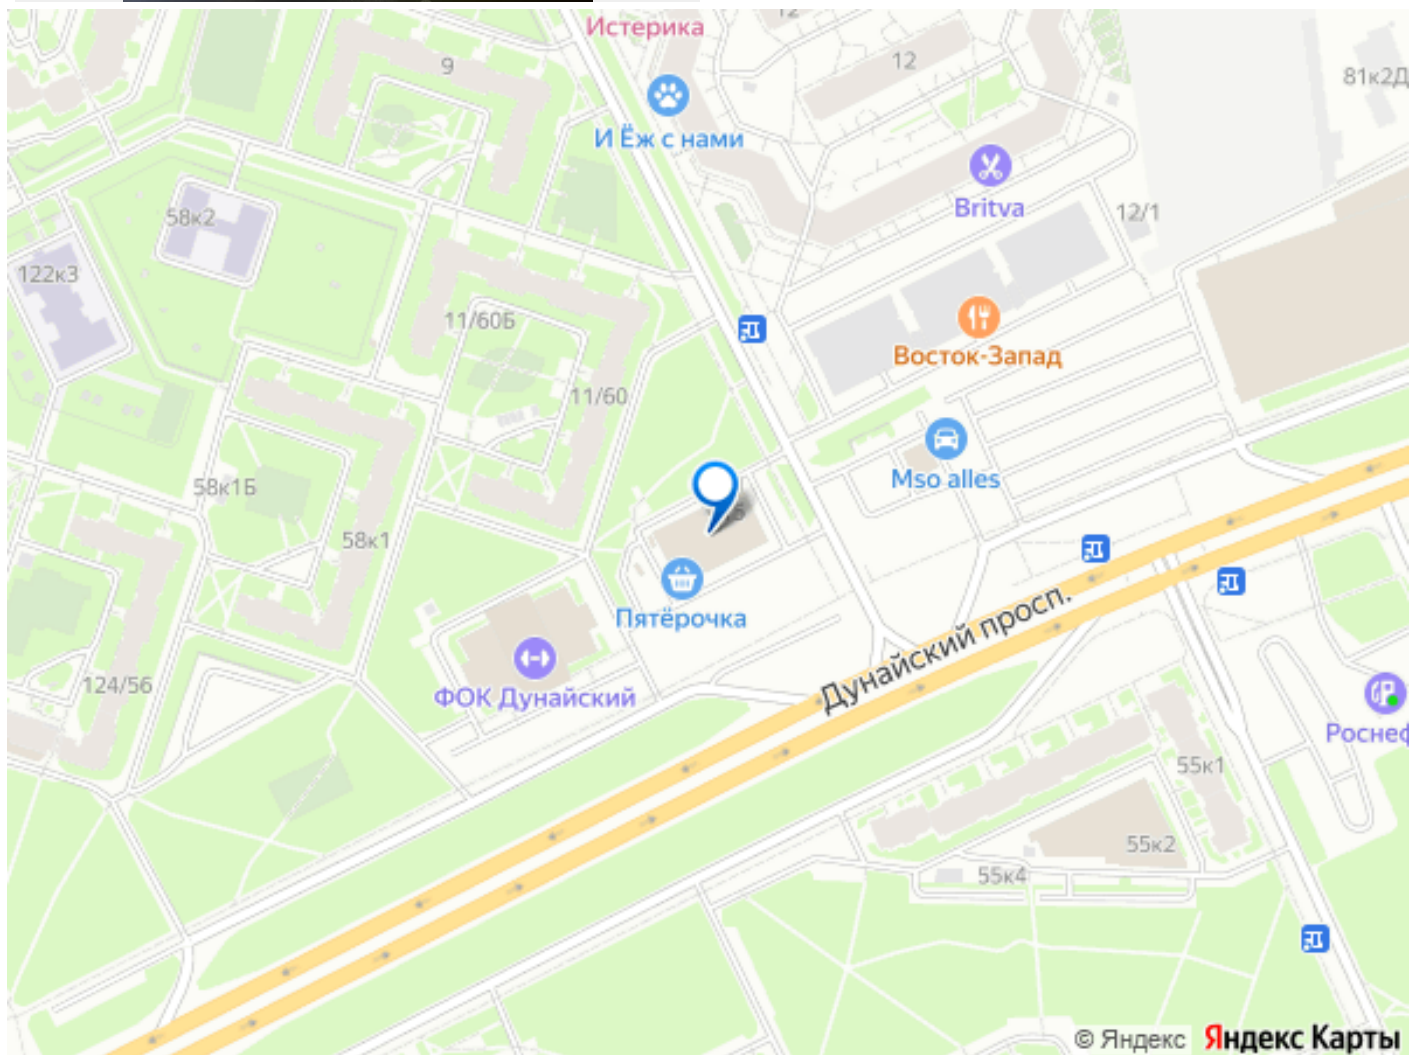 12
Истерика
9
12
81к2Д
И Ёж с нами
Britva
58к2
12/1
122к3
11/60Б
Восток-Запад
11/60
Mso alles
58к1Б
58к1
Пятёрочка
Дунайский просп.
124/56
ФОК Дунайский
Роснеф
55к1
55к2
55к4
© Яндекс Яндекс Карты